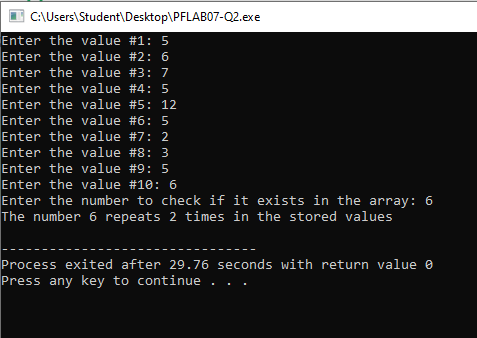 C:\Users\Student\Desktop\PFLAB07-Q2.exe
Enter the value #1: 5
Enter the value #2: 6
Enter the value #3: 7
Enter the value #4: 5
Enter the value #5: 12
Enter the value #6: 5
Enter the value #7: 2
Enter the value #8: 3
Enter the value #9: 5
Enter the value #10: 6
Enter the number to check if it exists in the array: 6
The number 6 repeats 2 times in the stored values
--------------------------------
Process exited after 29.76 seconds with return value 0
Press any key to continue . . .